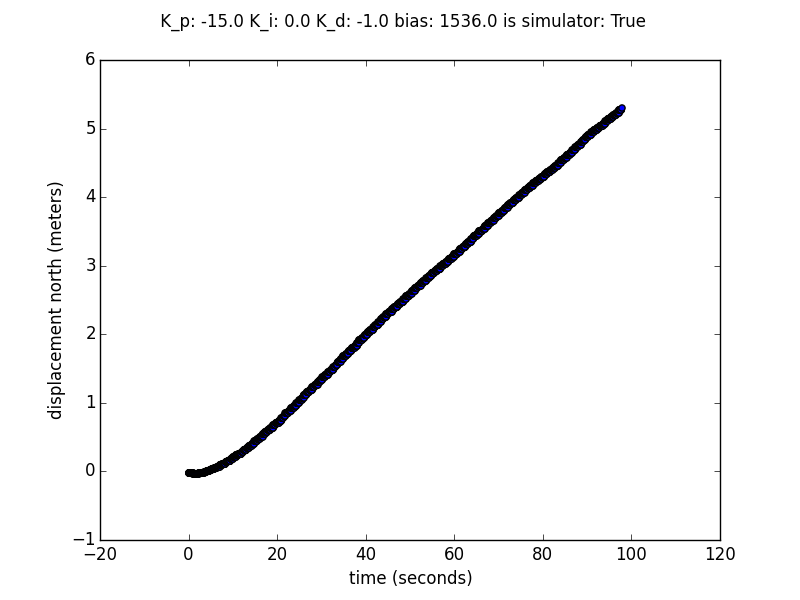 K_p: -15.0 K_i: 0.0 K_d: -1.0 bias: 1536.0 is simulator: True
6
5
4
3
2
1
0
−1
displacement north (meters)
−20 0 20 40 60 80 100 120
time (seconds)